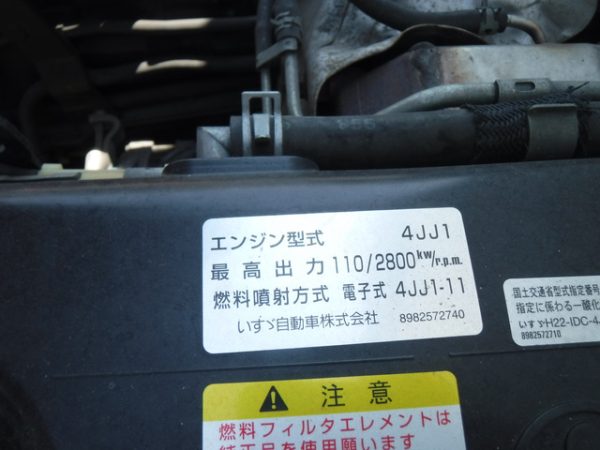 エンジン型式 4JJ1
最高出力 110/2800kw/r.p.m.
燃料噴射方式 電子式 4JJ1-11
いすゞ自動車株式会社 8982572740
国土交通省型式指定番号
指定に係わる一酸化
いすゞH22-IDC-4J
8982572710
注意
燃料フィルタエレメントは
純正品を使用願います